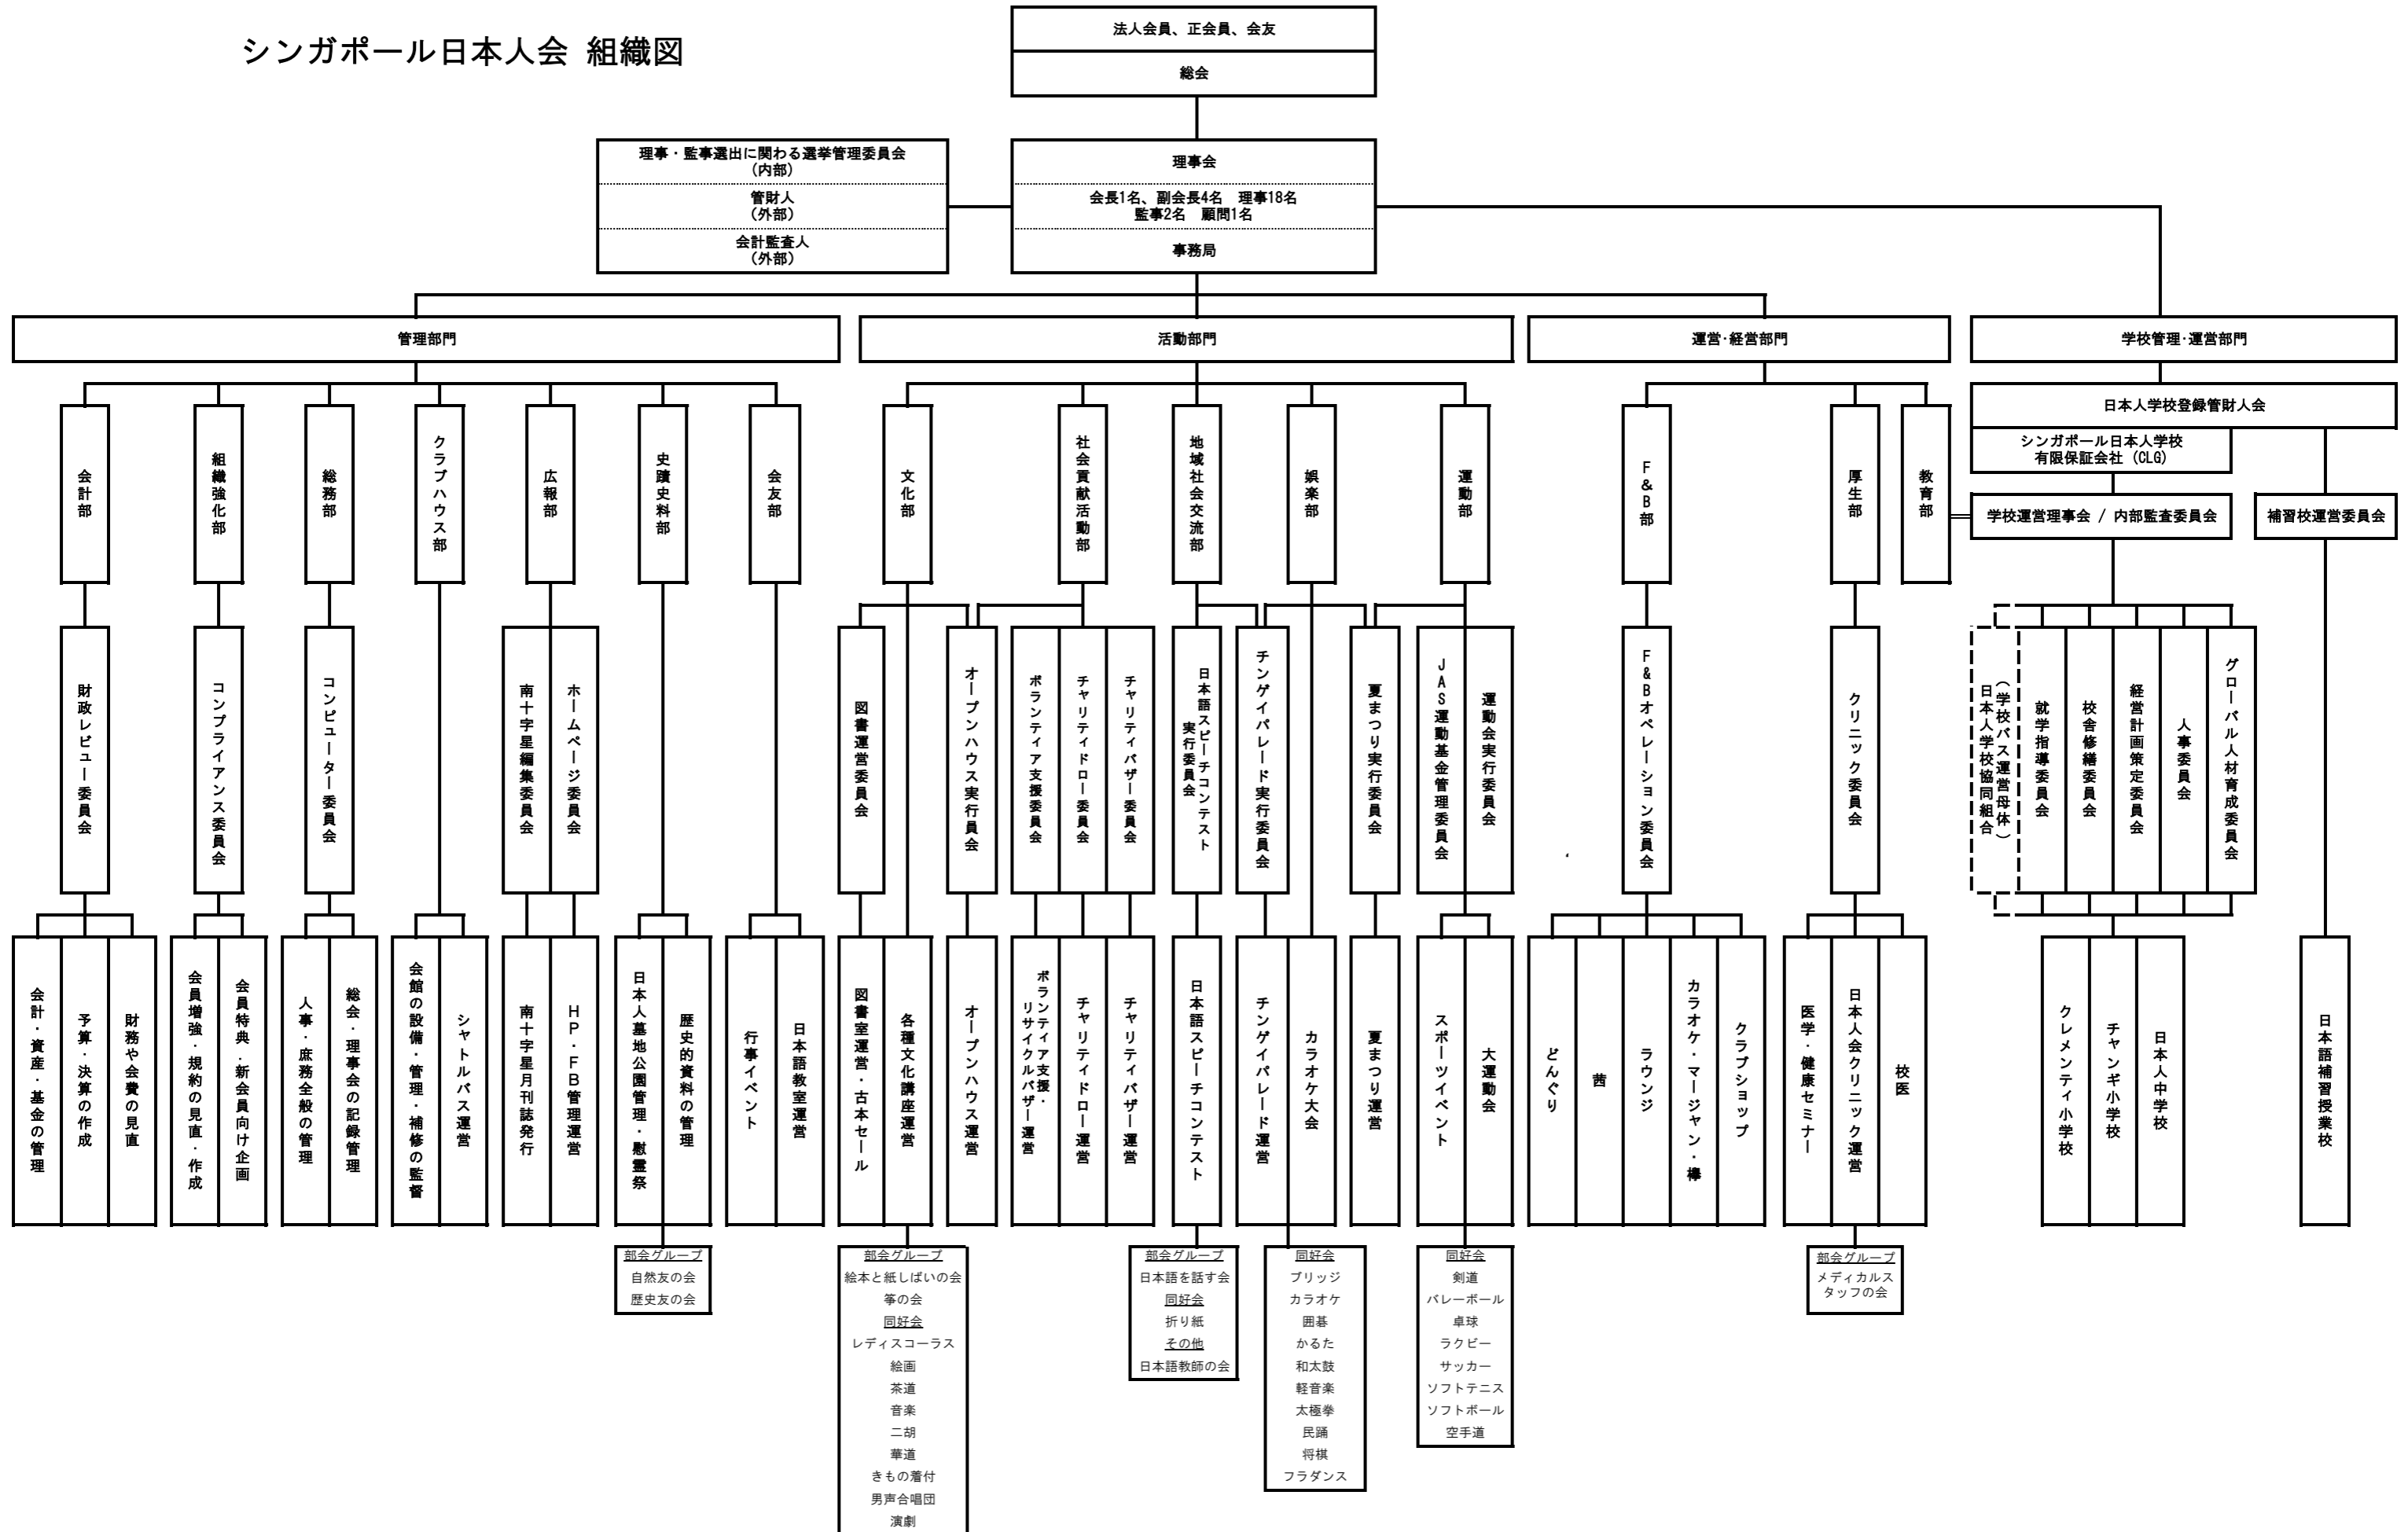 シンガポール日本人会 組織図
法人会員、正会員、会友
総会
理事・監事選出に関わる選挙管理委員会
（内部）
管財人
（外部）
会計監査人
（外部）
理事会
会長1名、副会長4名　理事18名
監事2名　顧問1名
事務局
管理部門
活動部門
運営･経営部門
学校管理･運営部門
日本人学校登録管財人会
シンガポール日本人学校
有限保証会社（CLG）
学校運営理事会 / 内部監査委員会
補習校運営委員会
会計部
組織強化部
総務部
クラブハウス部
広報部
史蹟史料部
会友部
文化部
社会貢献活動部
地域社会交流部
娯楽部
運動部
F&B部
厚生部
教育部
財政レビュー委員会
コンプライアンス委員会
コンピューター委員会
南十字星編集委員会
ホームページ委員会
図書運営委員会
オープンハウス実行員会
ボランティア支援委員会
チャリティドロー委員会
チャリティバザー委員会
日本語スピーチコンテスト
実行委員会
チンゲイパレード実行委員会
夏まつり実行委員会
JAS運動基金管理委員会
運動会実行委員会
F&Bオペレーション委員会
クリニック委員会
（学校バス運営母体）
日本人学校協同組合
就学指導委員会
校舎修繕委員会
経営計画策定委員会
人事委員会
グローバル人材育成委員会
会計・資産・基金の管理
予算・決算の作成
財務や会費の見直
会員増強・規約の見直・作成
会員特典・新会員向け企画
人事・庶務全般の管理
総会・理事会の記録管理
会館の設備・管理・補修の監督
シャトルバス運営
南十字星月刊誌発行
HP・FB管理運営
日本人墓地公園管理・慰霊祭
歴史的資料の管理
行事イベント
日本語教室運営
図書室運営・古本セール
各種文化講座運営
オープンハウス運営
ボランティア支援・
リサイクルバザー運営
チャリティドロー運営
チャリティバザー運営
日本語スピーチコンテスト
チンゲイパレード運営
カラオケ大会
夏まつり運営
スポーツイベント
大運動会
どんぐり
茜
ラウンジ
カラオケ・マージャン・欅
クラブショップ
医学・健康セミナー
日本人会クリニック運営
校医
クレメンティ小学校
チャンギ小学校
日本人中学校
日本語補習授業校
部会グループ
自然友の会
歴史友の会
部会グループ
絵本と紙しばいの会
筝の会
同好会
レディスコーラス
絵画
茶道
音楽
二胡
華道
きもの着付
男声合唱団
演劇
部会グループ
日本語を話す会
同好会
折り紙
その他
日本語教師の会
同好会
ブリッジ
カラオケ
囲碁
かるた
和太鼓
軽音楽
太極拳
民踊
将棋
フラダンス
同好会
剣道
バレーボール
卓球
ラクビー
サッカー
ソフトテニス
ソフトボール
空手道
部会グループ
メディカルス
タッフの会